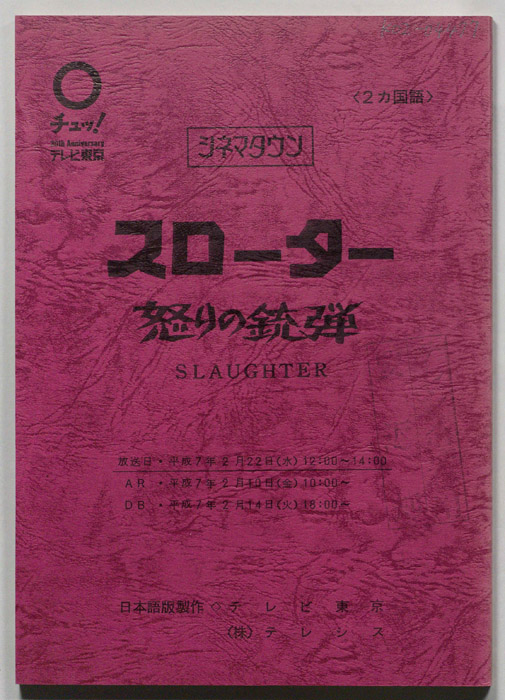 〈2カ国語〉
チュッ!
30th Anniversary
テレビ東京
シネマタウン
スローター
怒りの銃弾
SLAUGHTER
放送日・平成7年2月22日(水)12:00〜14:00
AR・平成7年2月10日(金)10:00〜
DB・平成7年2月14日(火)18:00〜
日本語版製作◇テレビ東京
(株)テレシス